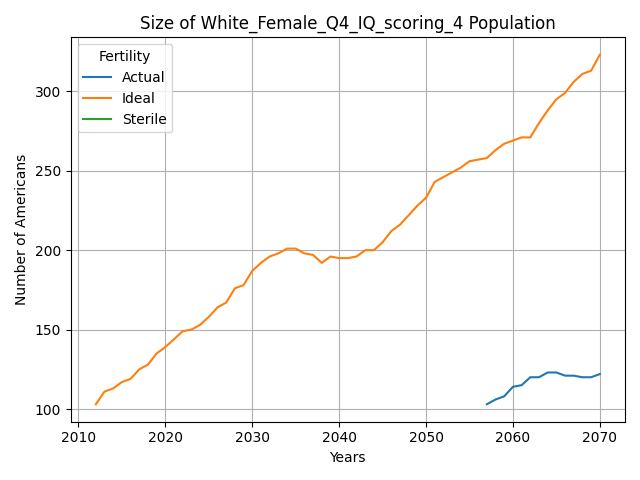 Size of White_Female_Q4_IQ_scoring_4 Population
Fertility
Actual
Ideal
Sterile
Number of Americans
300
250
200
150
100
2010 2020 2030 2040 2050 2060 2070
Years